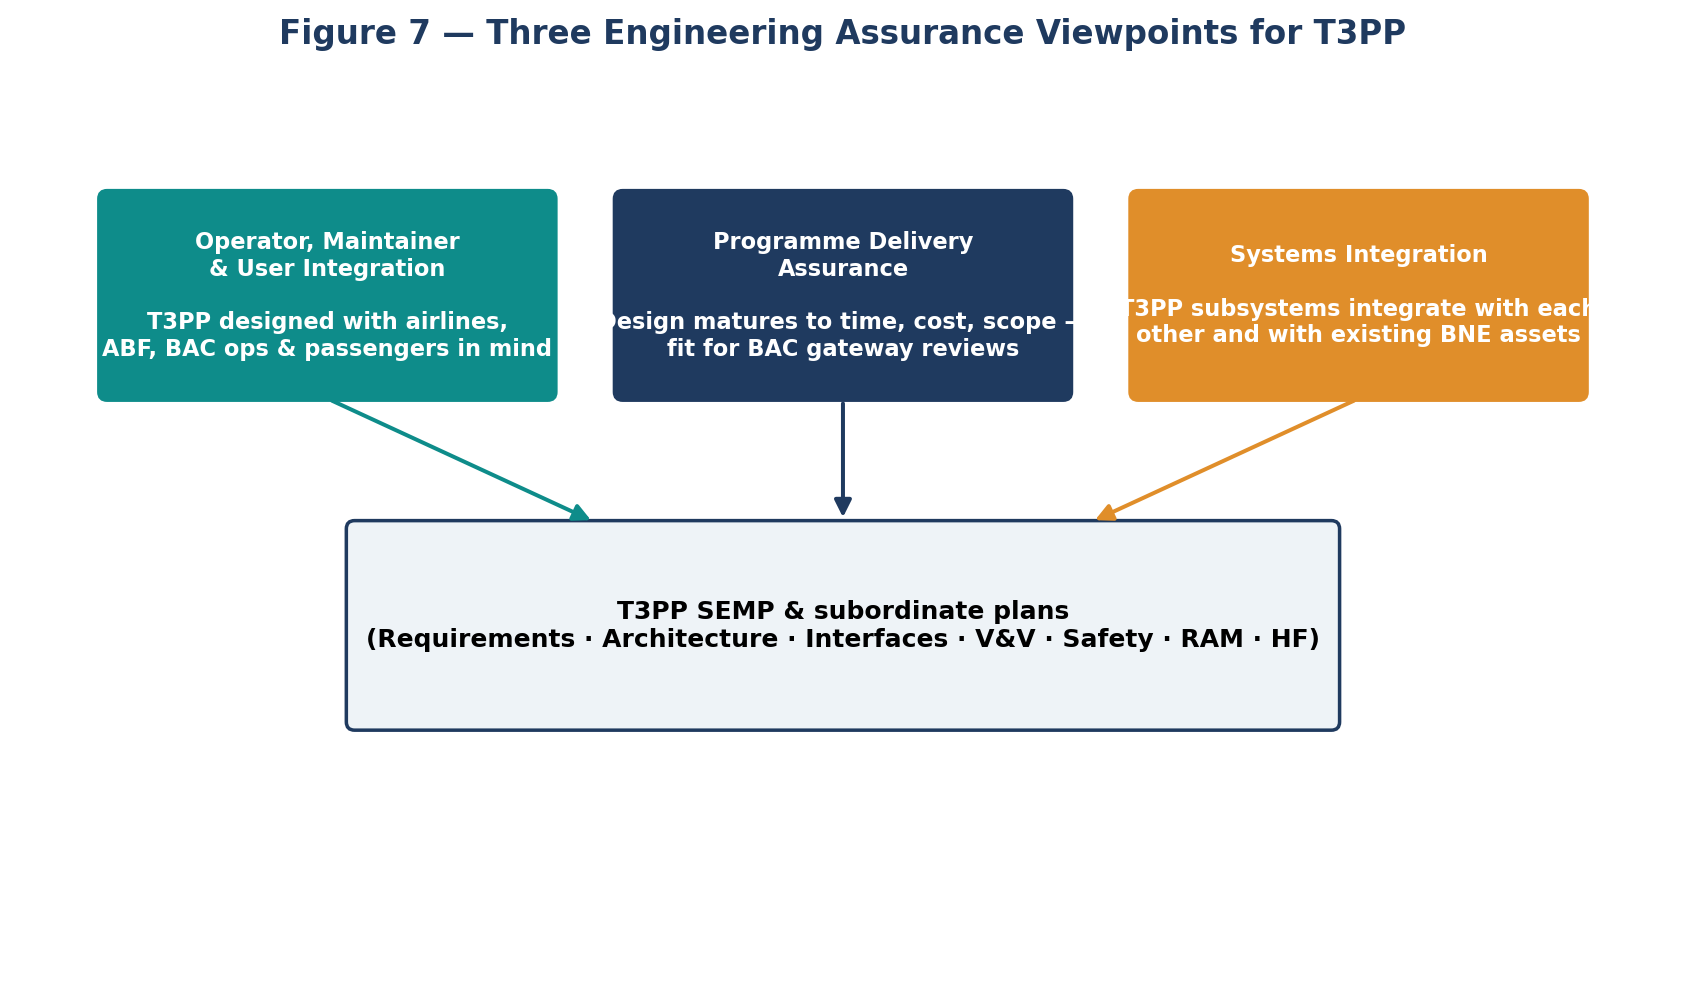 Figure 7 — Three Engineering Assurance Viewpoints for T3PP
Operator, Maintainer
& User Integration
T3PP designed with airlines,
ABF, BAC ops & passengers in mind
Programme Delivery
Assurance
Design matures to time, cost, scope –
fit for BAC gateway reviews
Systems Integration
T3PP subsystems integrate with each
other and with existing BNE assets
T3PP SEMP & subordinate plans
(Requirements · Architecture · Interfaces · V&V · Safety · RAM · HF)